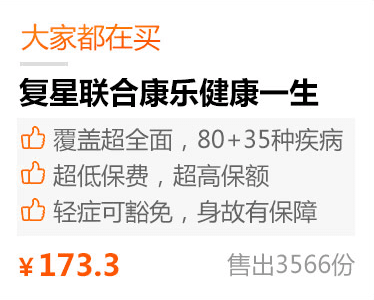 大家都在买
复星联合康乐健康一生
覆盖超全面，80+35种疾病
超低保费，超高保额
轻症可豁免，身故有保障
¥173.3 售出3566份